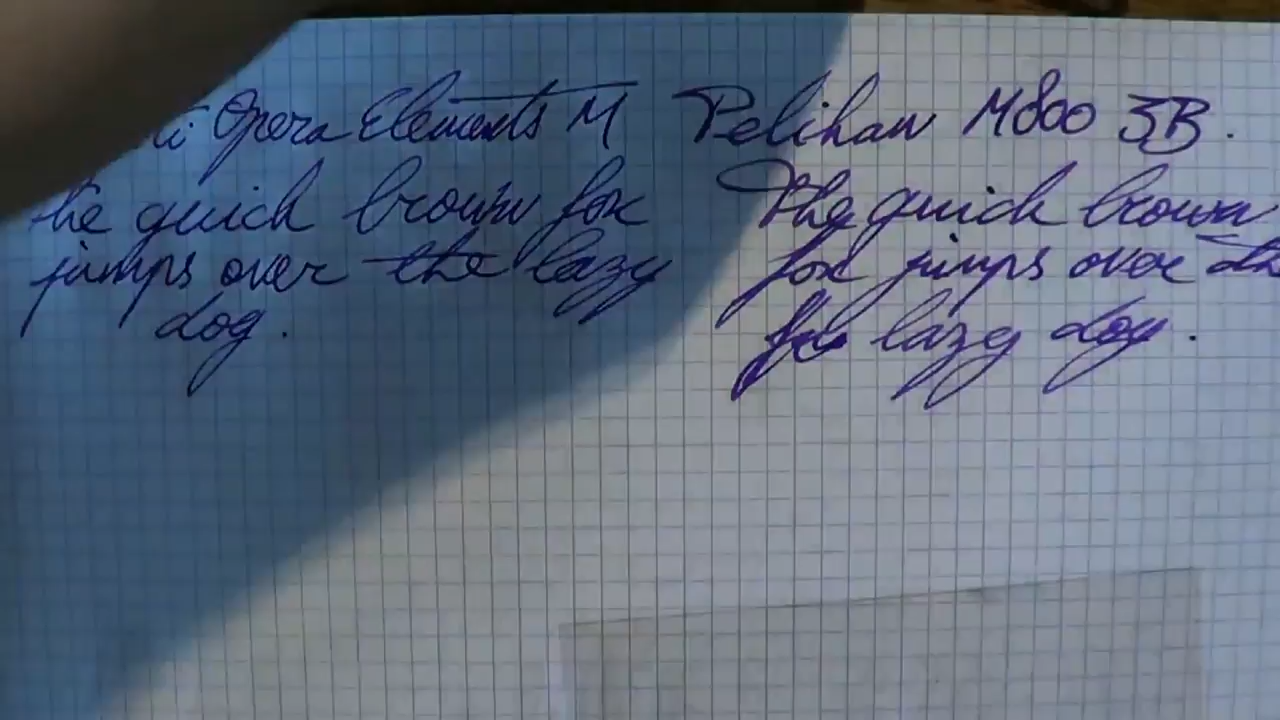 Opera Elements M
the quick brown fox
jumps over the lazy
dog.
Pelikan M800 3B.
The quick brown
fox jumps over the
lazy dog.